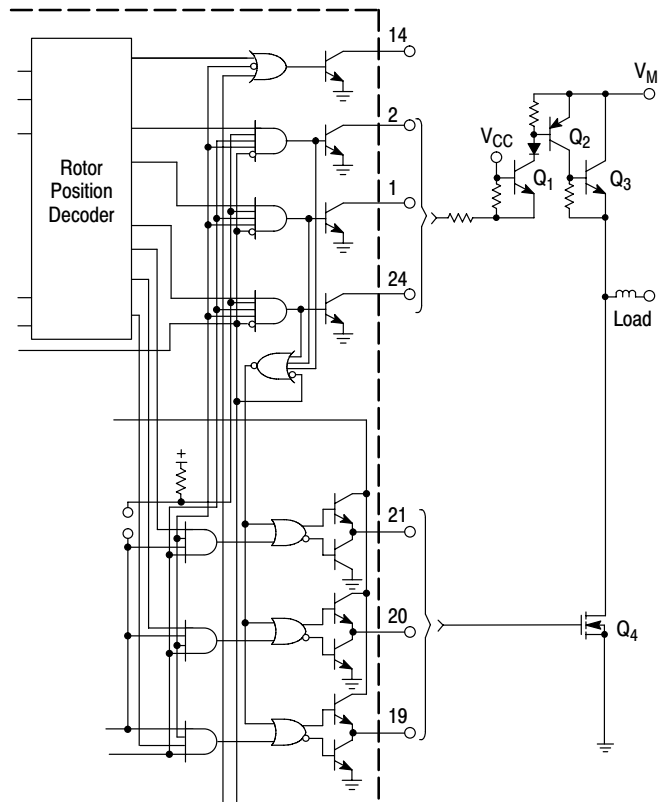 14
V_M
2
V_CC
Q_2
Rotor
Position
Decoder
Q_1
Q_3
1
24
Load
+
21
20
Q_4
19